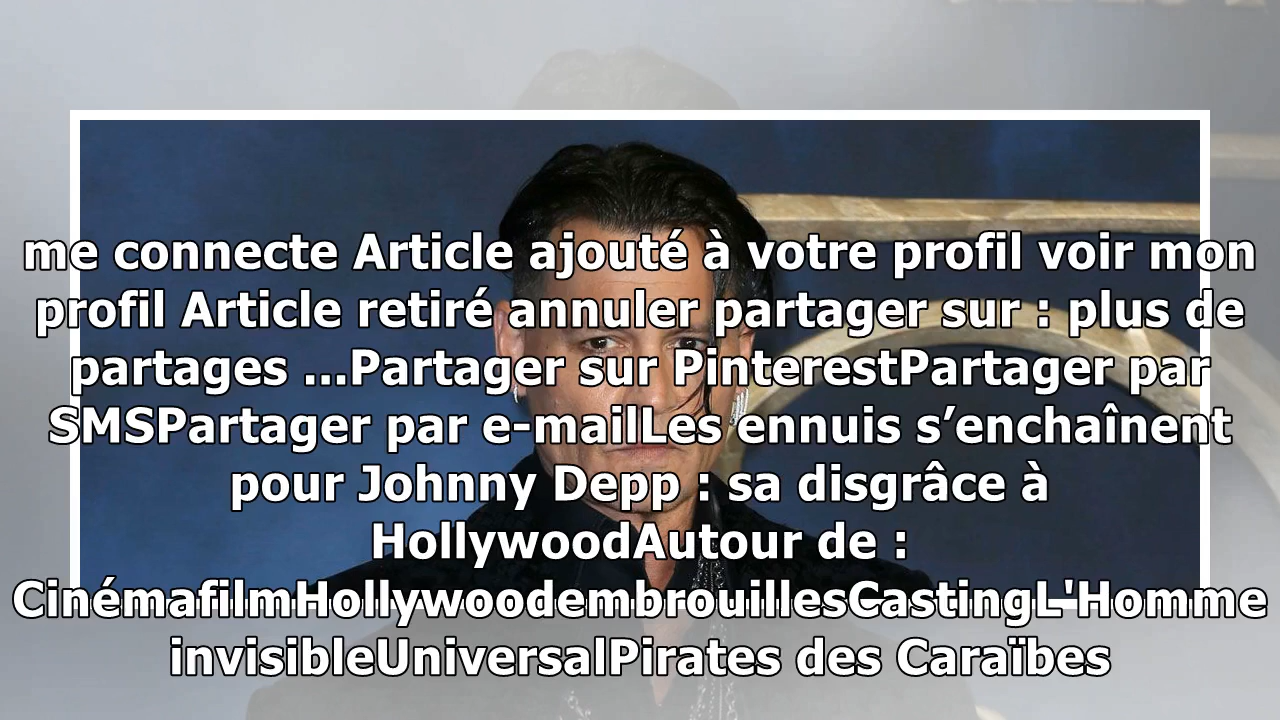 me connecte Article ajouté à votre profil voir mon
profil Article retiré annuler partager sur : plus de
partages ...Partager sur PinterestPartager par
SMSPartager par e-mailLes ennuis s’enchaînent
pour Johnny Depp : sa disgrâce à
HollywoodAutour de :
CinémafilmHollywoodembrouillesCastingL'Homme
invisibleUniversalPirates des Caraïbes